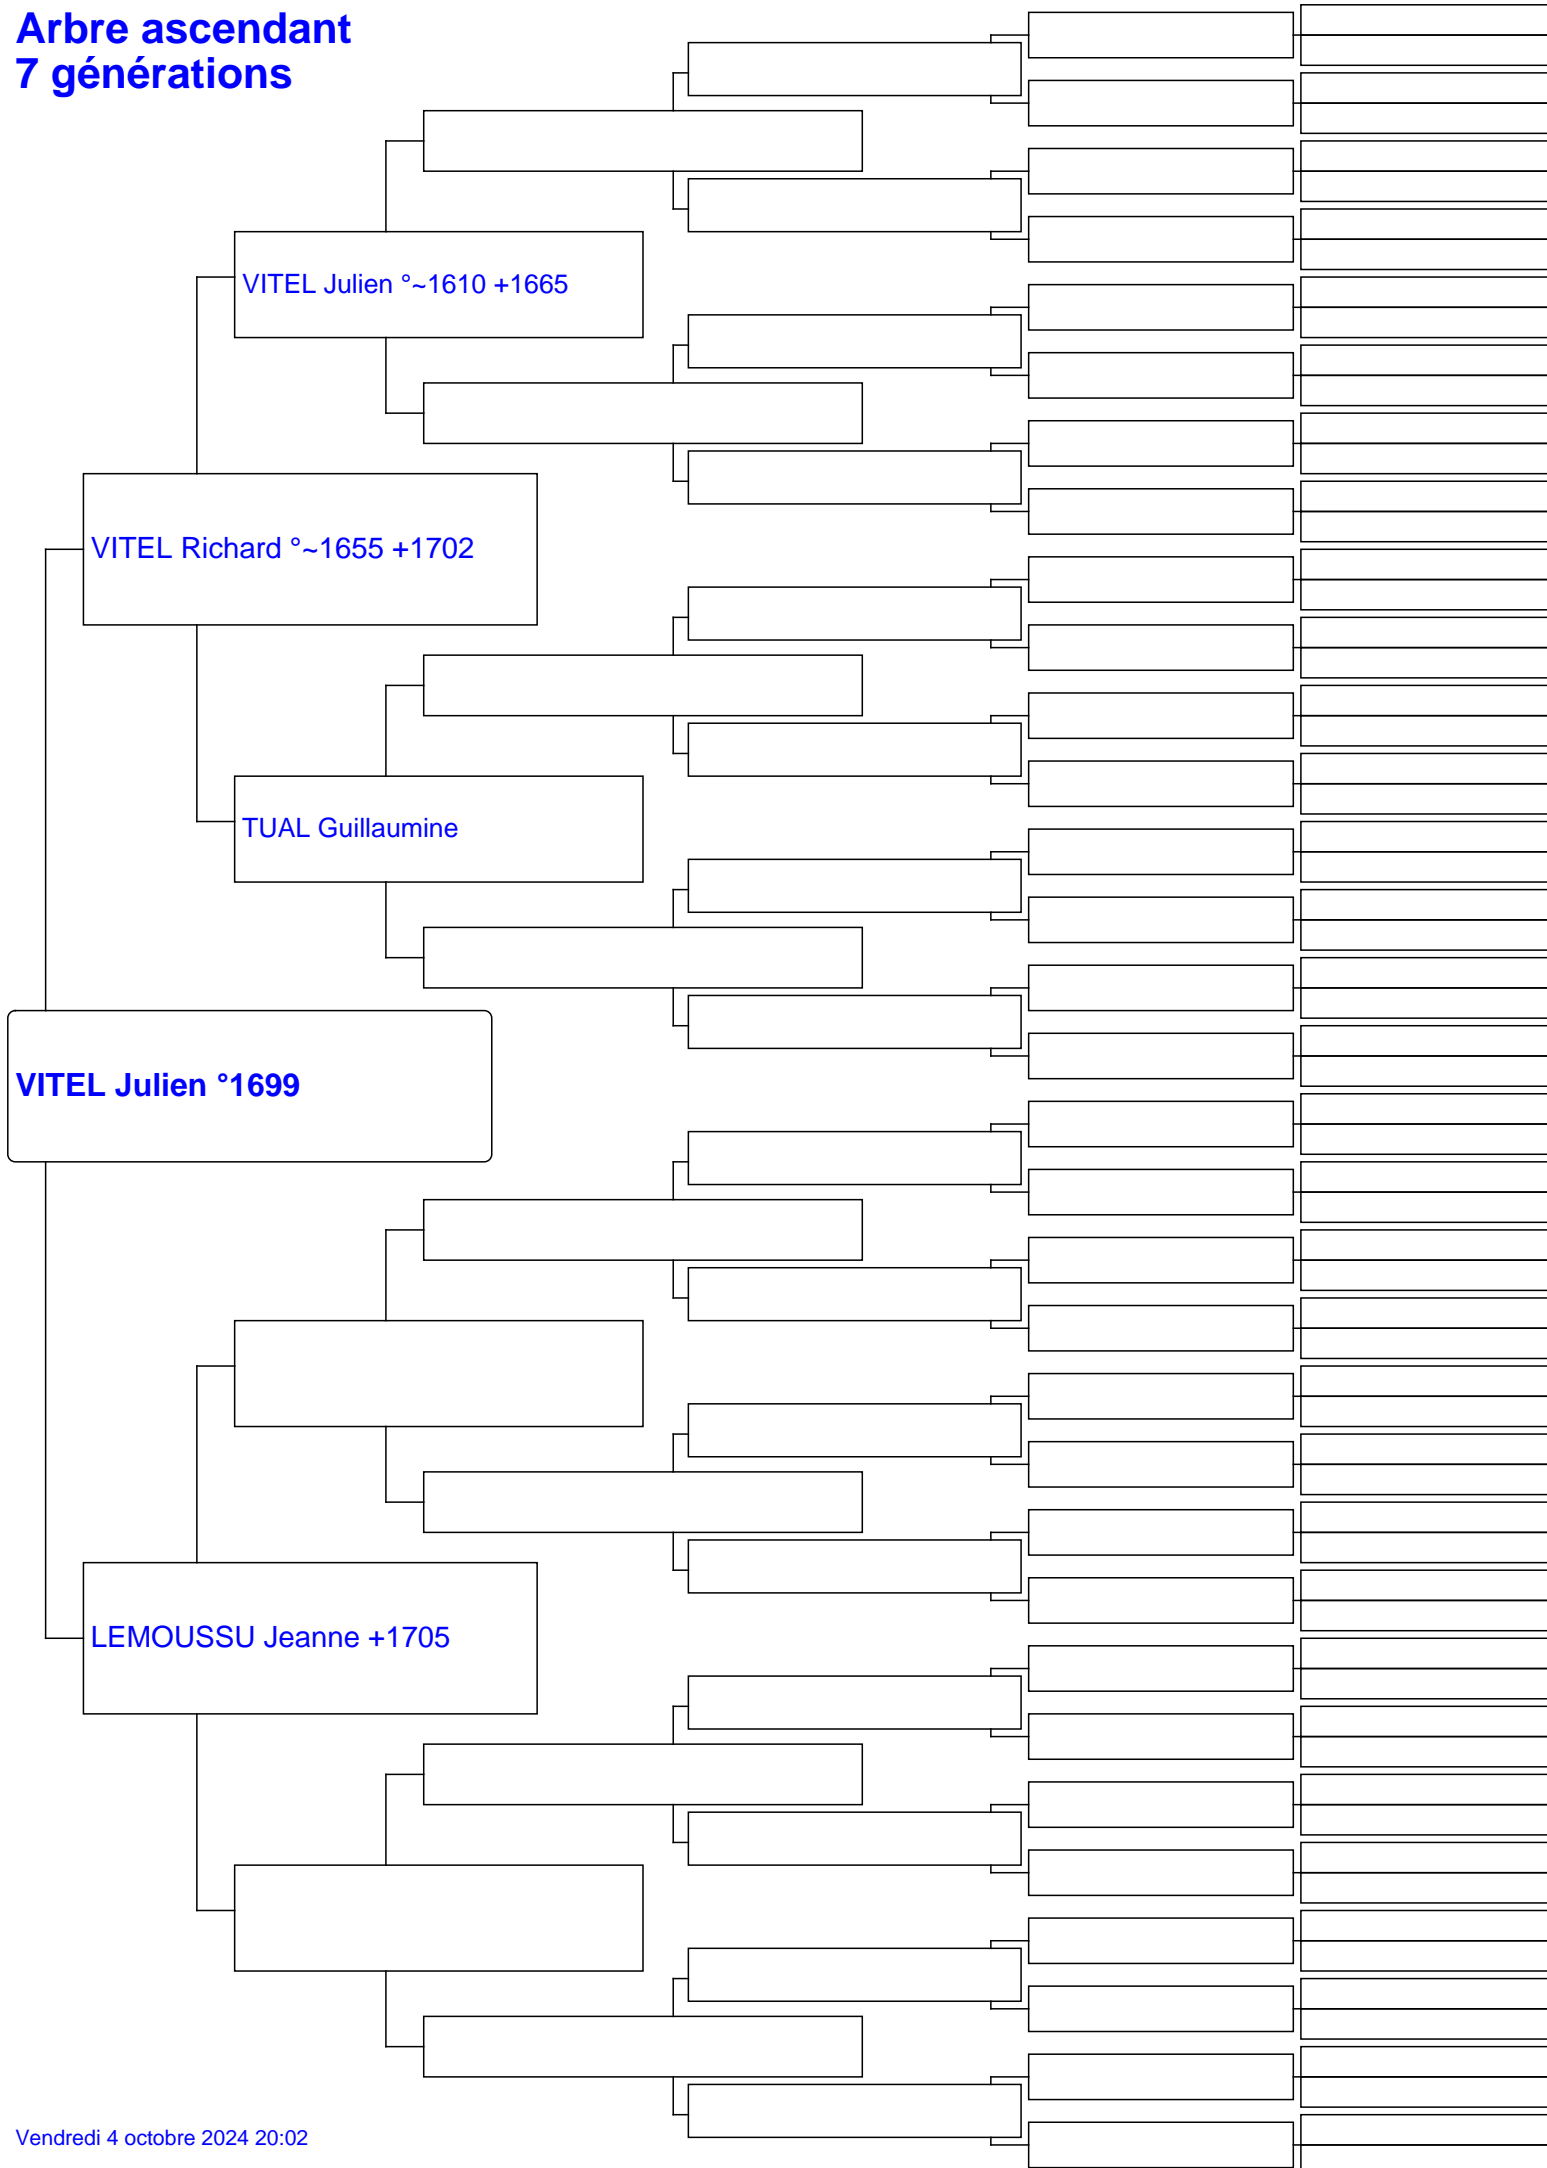 Arbre ascendant
7 générations
VITEL Julien °~1610 +1665
VITEL Richard °~1655 +1702
TUAL Guillaumine
VITEL Julien °1699
LEMOUSSU Jeanne +1705
Vendredi 4 octobre 2024 20:02